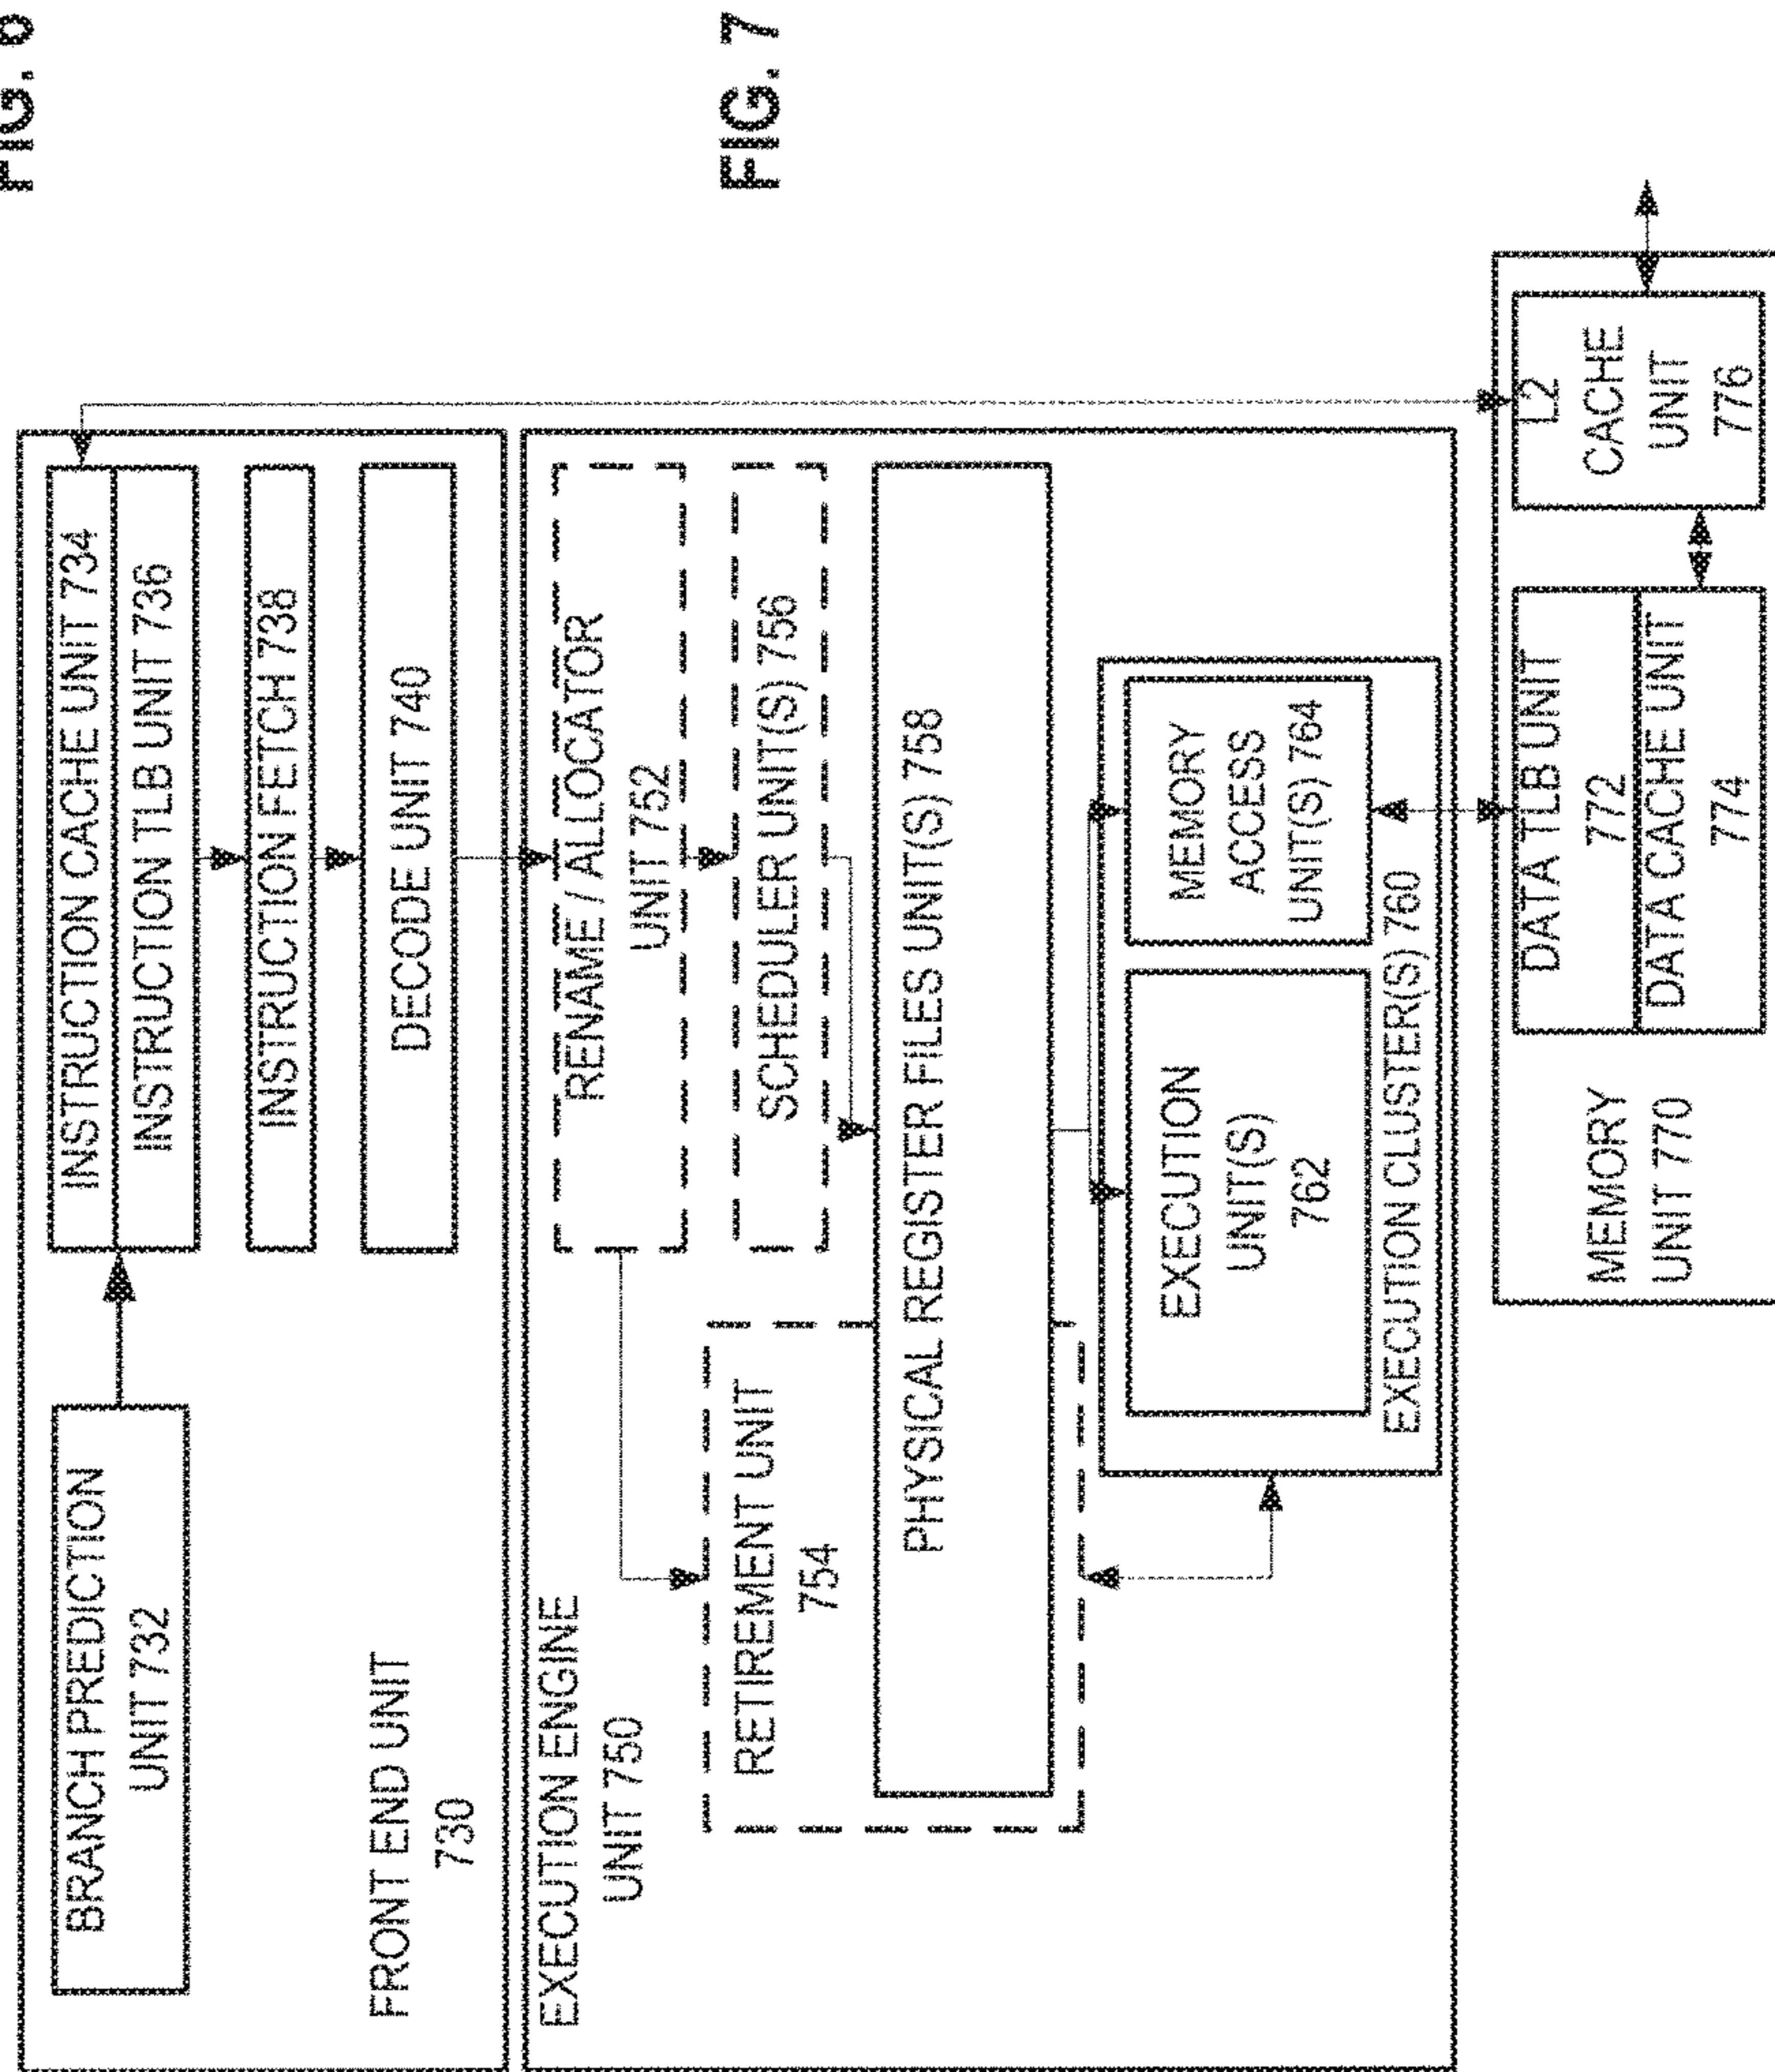 FIG. 6
BRANCH PREDICTION
UNIT 732
INSTRUCTION CACHE UNIT 734
INSTRUCTION TLB UNIT 736
INSTRUCTION FETCH 738
DECODE UNIT 740
FRONT END UNIT
730
EXECUTION ENGINE
UNIT 750
RENAME / ALLOCATOR
UNIT 752
SCHEDULER UNIT(S) 756
RETIREMENT UNIT
754
PHYSICAL REGISTER FILES UNIT(S) 758
EXECUTION
UNIT(S)
762
MEMORY
ACCESS
UNIT(S) 764
EXECUTION CLUSTER(S) 760
FIG. 7
MEMORY
UNIT 770
DATA TLB UNIT
772
DATA CACHE UNIT
774
L2
CACHE
UNIT
776